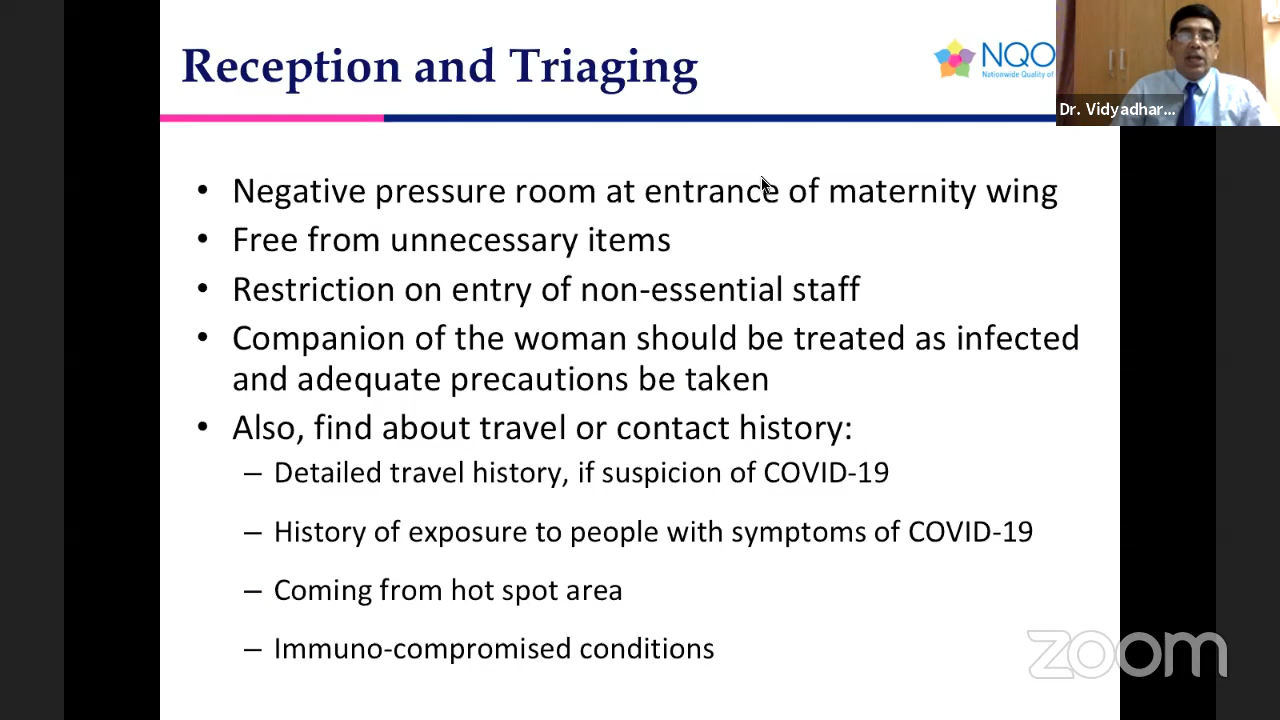 Reception and Triaging
NQO
Nationwide Quality of
Dr. Vidyadhar...
• Negative pressure room at entrance of maternity wing
• Free from unnecessary items
• Restriction on entry of non-essential staff
• Companion of the woman should be treated as infected
and adequate precautions be taken
• Also, find about travel or contact history:
– Detailed travel history, if suspicion of COVID-19
– History of exposure to people with symptoms of COVID-19
– Coming from hot spot area
– Immuno-compromised conditions
zoom